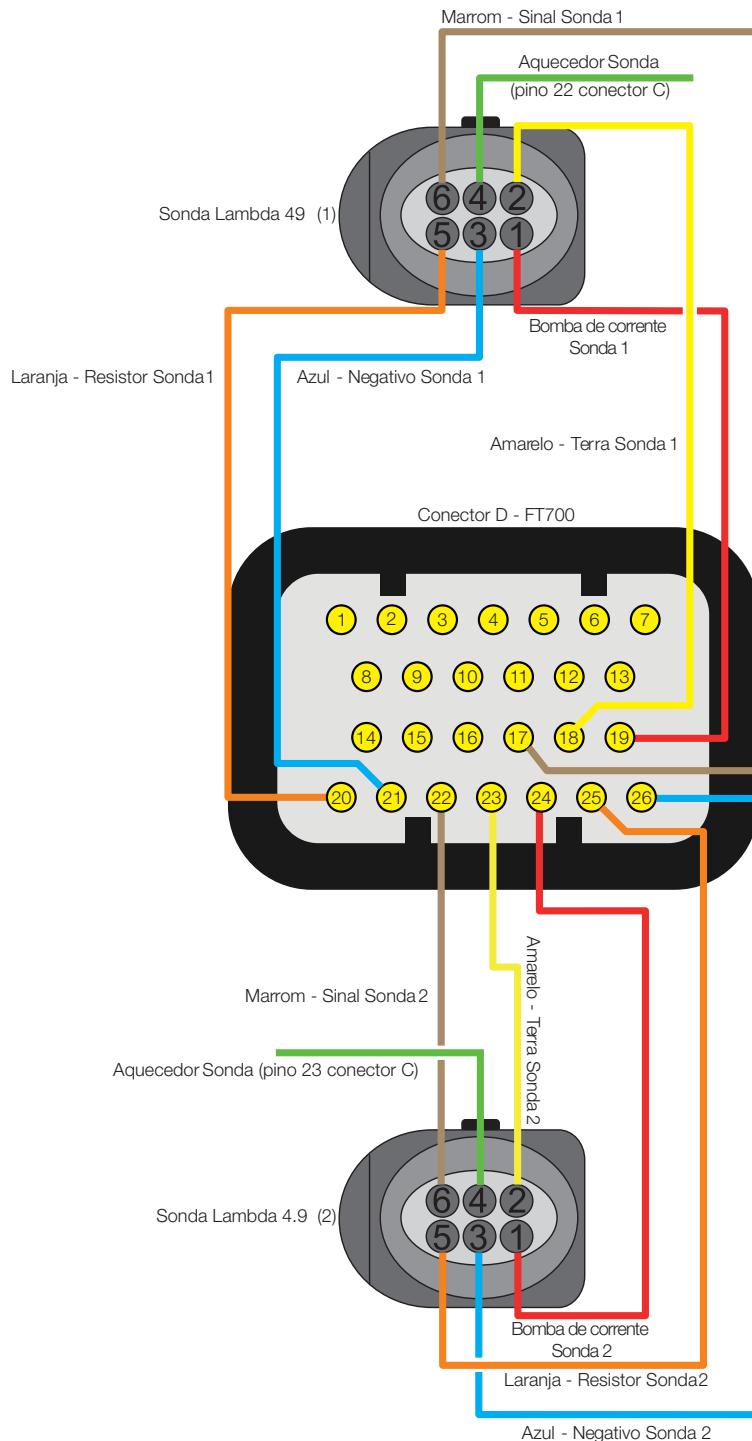 Marrom - Sinal Sonda 1
Aquecedor Sonda
(pino 22 conector C)
6 4 2
Sonda Lambda 49 (1)
5 3 1
Bomba de corrente
Sonda 1
Laranja - Resistor Sonda 1
Azul - Negativo Sonda 1
Amarelo - Terra Sonda 1
Conector D - FT700
1 2 3 4 5 6 7
8 9 10 11 12 13
14 15 16 17 18 19
20 21 22 23 24 25 26
Amarelo - Terra Sonda 2
Marrom - Sinal Sonda 2
Aquecedor Sonda (pino 23 conector C)
6 4 2
Sonda Lambda 4.9 (2)
5 3 1
Bomba de corrente
Sonda 2
Laranja - Resistor Sonda 2
Azul - Negativo Sonda 2